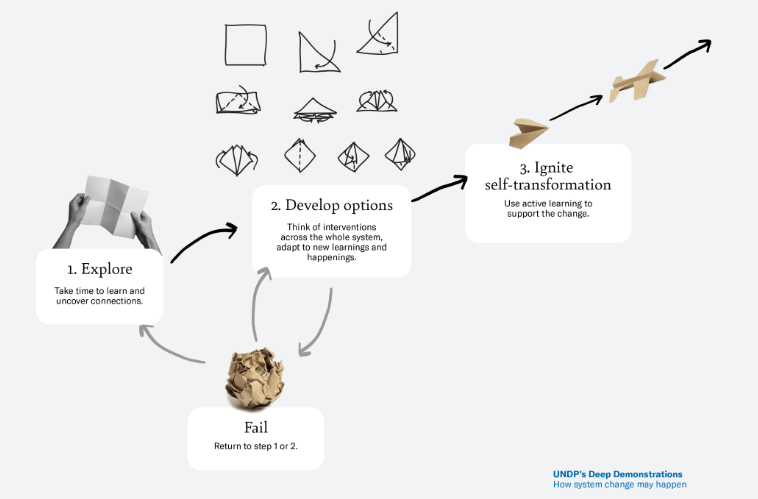 1. Explore
Take time to learn and
uncover connections.
2. Develop options
Think of interventions
across the whole system,
adapt to new learnings and
happenings.
3. Ignite
self-transformation
Use active learning to
support the change.
Fail
Return to step 1 or 2.
UNDP's Deep Demonstrations
How system change may happen